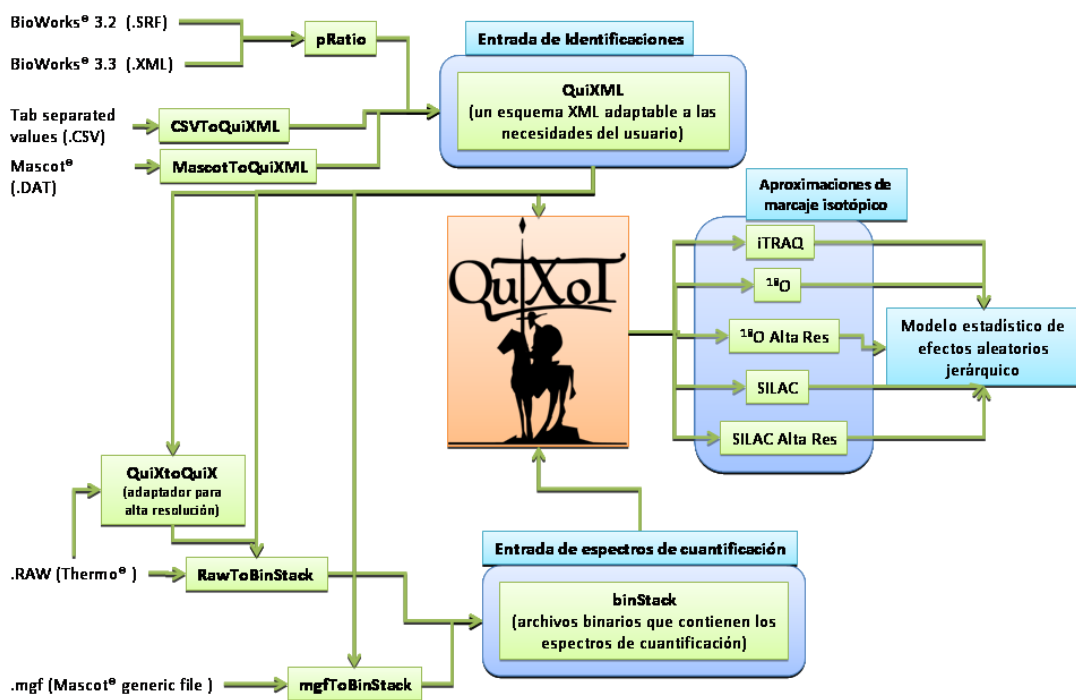 BioWorks® 3.2 (.SRF)
BioWorks® 3.3 (.XML)
pRatio
Tab separated
values (.CSV)
CSVToQuiXML
Mascot®
(.DAT)
MascotToQuiXML
Entrada de Identificaciones
QuiXML
(un esquema XML adaptable a las
necesidades del usuario)
QuiXoT
Aproximaciones de
marcaje isotópico
iTRAQ
¹⁸O
¹⁸O Alta Res
SILAC
SILAC Alta Res
Modelo estadístico de
efectos aleatorios
jerárquico
QuiXtoQuiX
(adaptador para
alta resolución)
.RAW (Thermo® )
RawToBinStack
.mgf (Mascot® generic file )
mgfToBinStack
Entrada de espectros de cuantificación
binStack
(archivos binarios que contienen los
espectros de cuantificación)